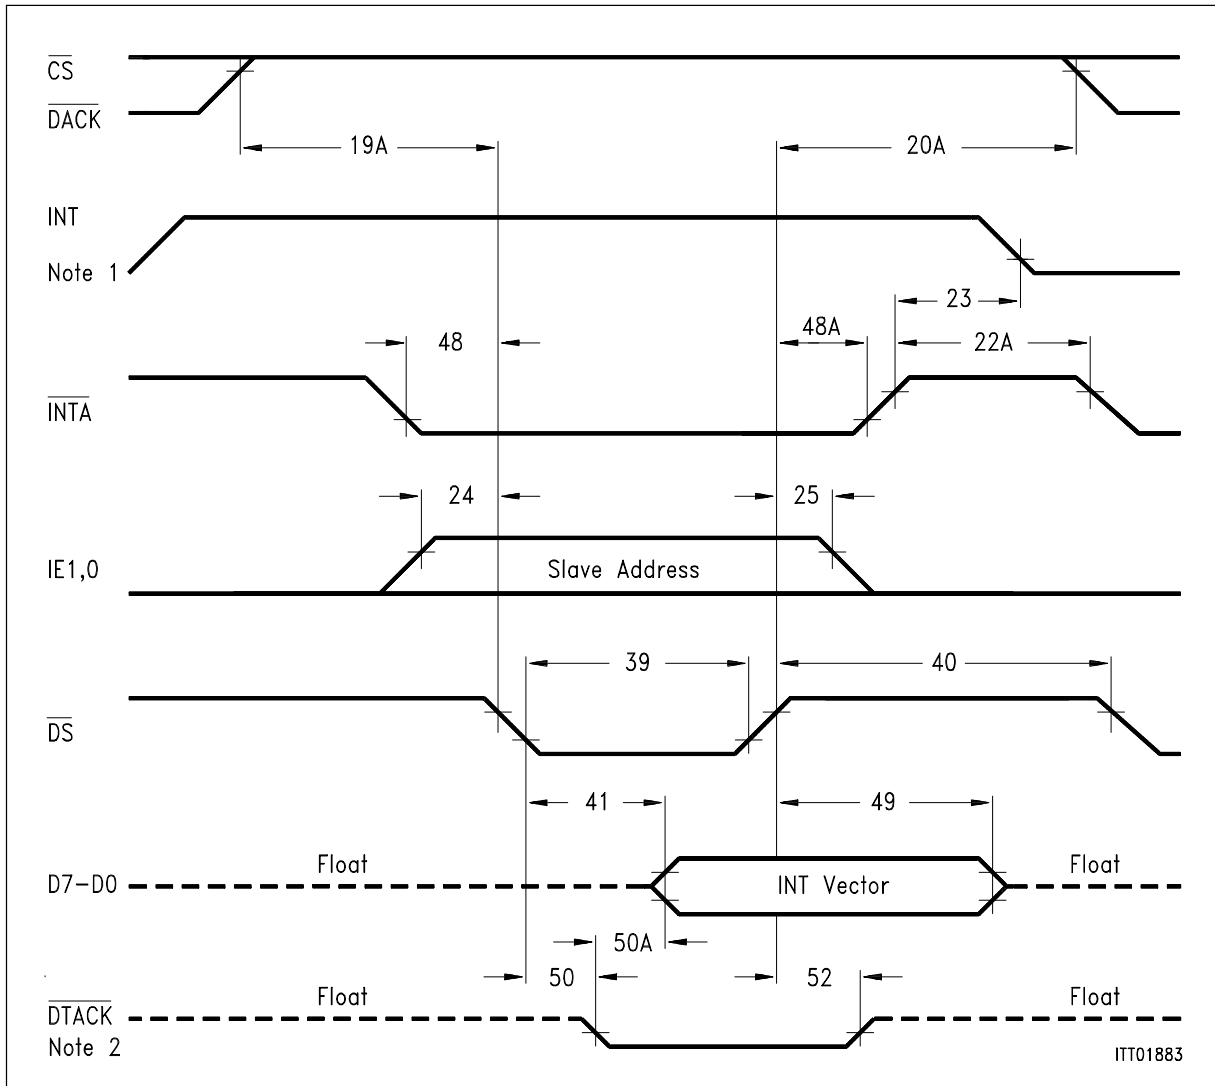 CS
DACK
19A
20A
INT
Note 1
23
48
48A
22A
INTA
24
25
IE1,0
Slave Address
39
40
DS
41
49
Float
Float
D7-D0
INT Vector
50A
50
52
Float
Float
DTACK
Note 2
ITT01883